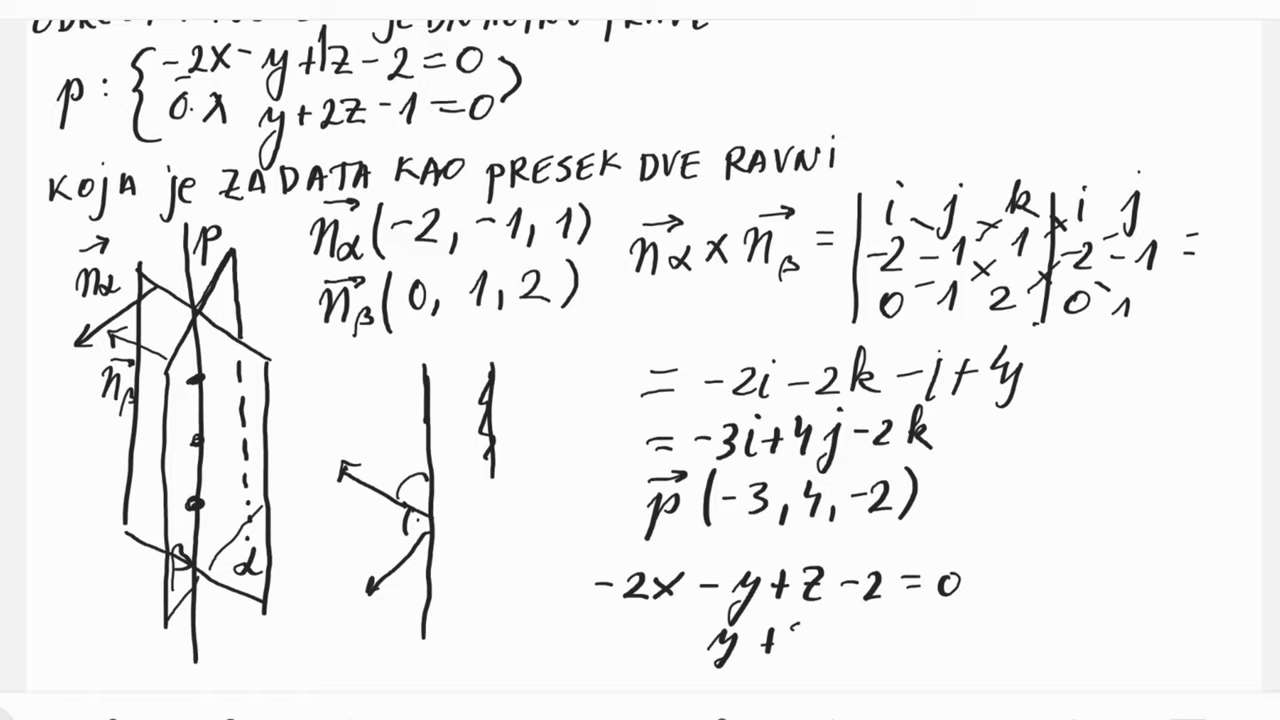 p: { -2x - y + 1z - 2 = 0
0·x y + 2z - 1 = 0 )
KOJA je ZADATA KAO PRESEK DVE RAVNI
n⃗α(-2, -1, 1)
n⃗β(0, 1, 2)
n⃗α × n⃗β = | i j k | i j
-2 -1 1 | -2 -1 =
0 1 2 | 0 1
= -2i - 2k - j + 4j
= -3i + 4j - 2k
p⃗ (-3, 4, -2)
-2x - y + z - 2 = 0
y +
n⃗α
p
n⃗β
β
α